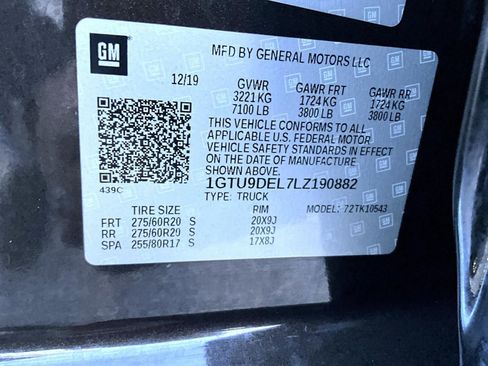 GM
MFD BY GENERAL MOTORS LLC
12/19 GVWR GAWR FRT GAWR RR
3221 KG 1724 KG 1724 KG
7100 LB 3800 LB 3800 LB
THIS VEHICLE CONFORMS TO ALL
APPLICABLE U.S. FEDERAL MOTOR
VEHICLE SAFETY STANDARDS IN EFFECT
ON THE DATE OF MANUFACTURE
SHOWN ABOVE.
439C 1GTU9DEL7LZ190882
TYPE: TRUCK MODEL: 72TK10543
TIRE SIZE RIM
FRT 275/60R20 S 20X9J
RR 275/60R20 S 20X9J
SPA 255/80R17 S 17X8J